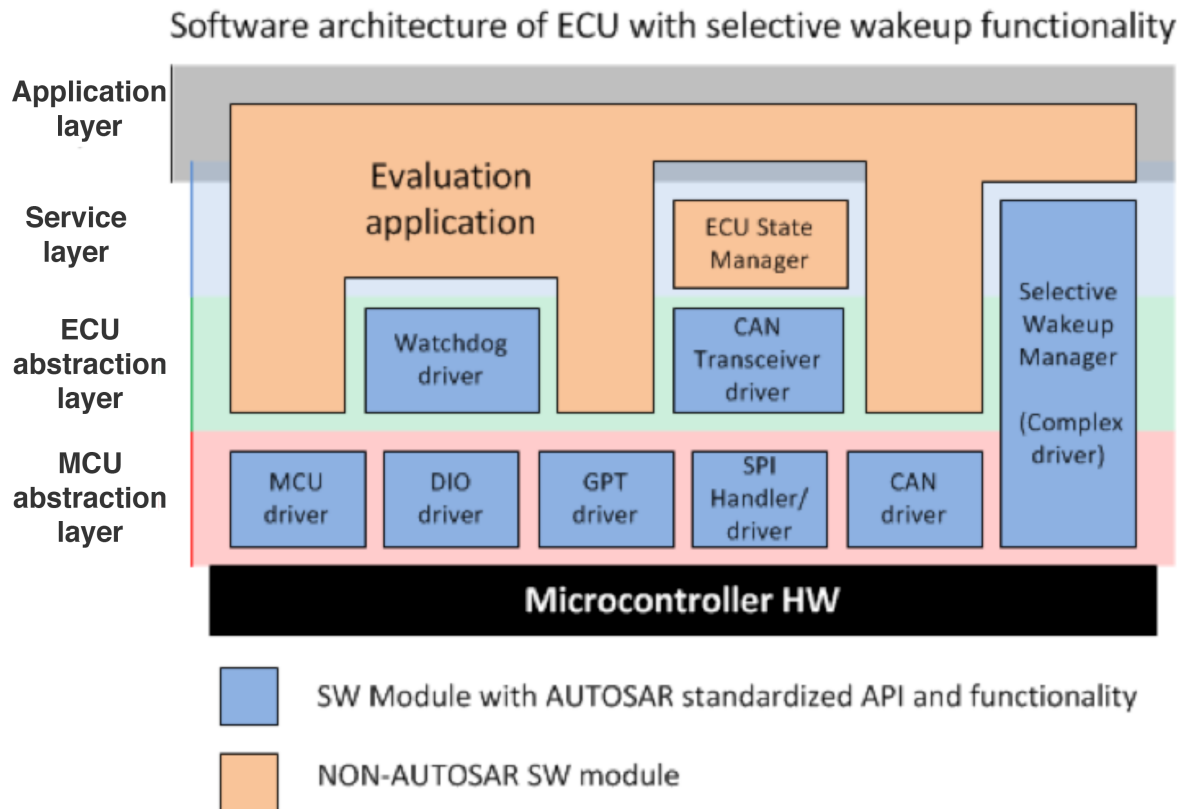 Software architecture of ECU with selective wakeup functionality
Application
layer
Evaluation
application
Service
layer
ECU State
Manager
Selective
Wakeup
Manager
(Complex
driver)
ECU
abstraction
layer
Watchdog
driver
CAN
Transceiver
driver
MCU
abstraction
layer
MCU
driver
DIO
driver
GPT
driver
SPI
Handler/
driver
CAN
driver
Microcontroller HW
SW Module with AUTOSAR standardized API and functionality
NON-AUTOSAR SW module